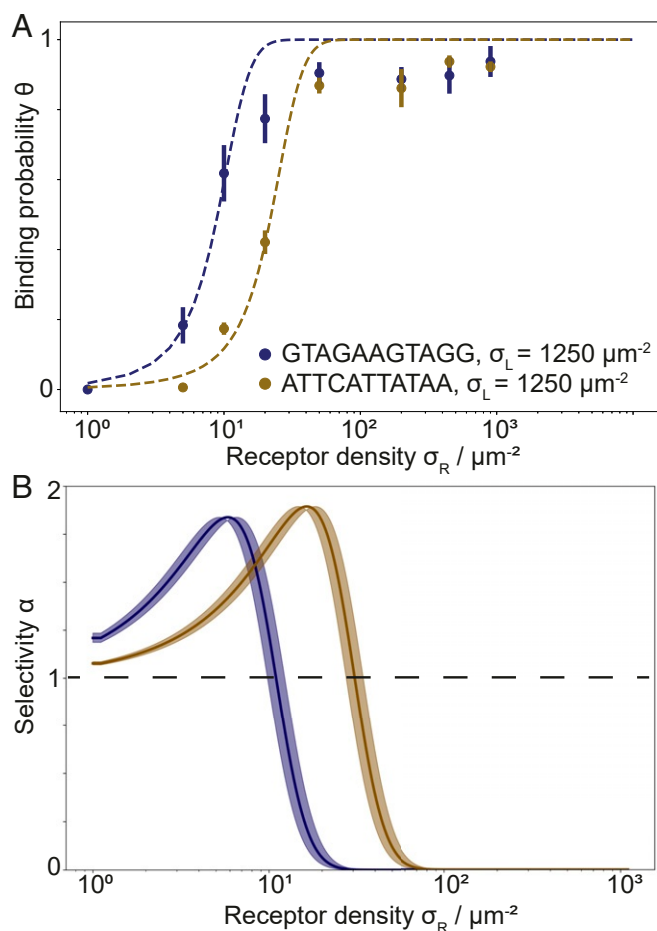 A
1
Binding probability θ
0
GTAGAAGTAGG, σL = 1250 μm⁻²
ATTCATTATAA, σL = 1250 μm⁻²
10⁰ 10¹ 10² 10³
Receptor density σR / μm⁻²
B
2
Selectivity α
1
0
10⁰ 10¹ 10² 10³
Receptor density σR / μm⁻²